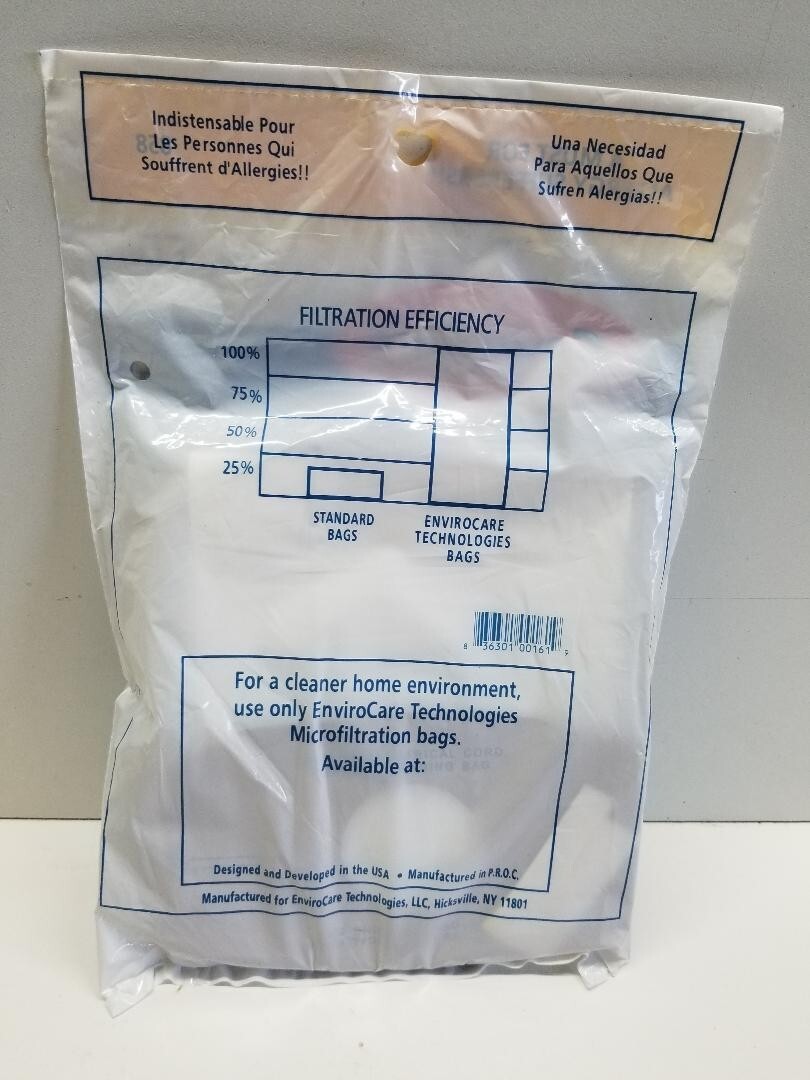 Indistensable Pour
Les Personnes Qui
Souffrent d'Allergies!!
Una Necesidad
Para Aquellos Que
Sufren Alergias!!
FILTRATION EFFICIENCY
100%
75%
50%
25%
STANDARD
BAGS
ENVIROCARE
TECHNOLOGIES
BAGS
8 36301 00161 9
For a cleaner home environment,
use only EnviroCare Technologies
Microfiltration bags.
Available at:
Designed and Developed in the USA • Manufactured in P.R.O.C.
Manufactured for EnviroCare Technologies, LLC, Hicksville, NY 11801